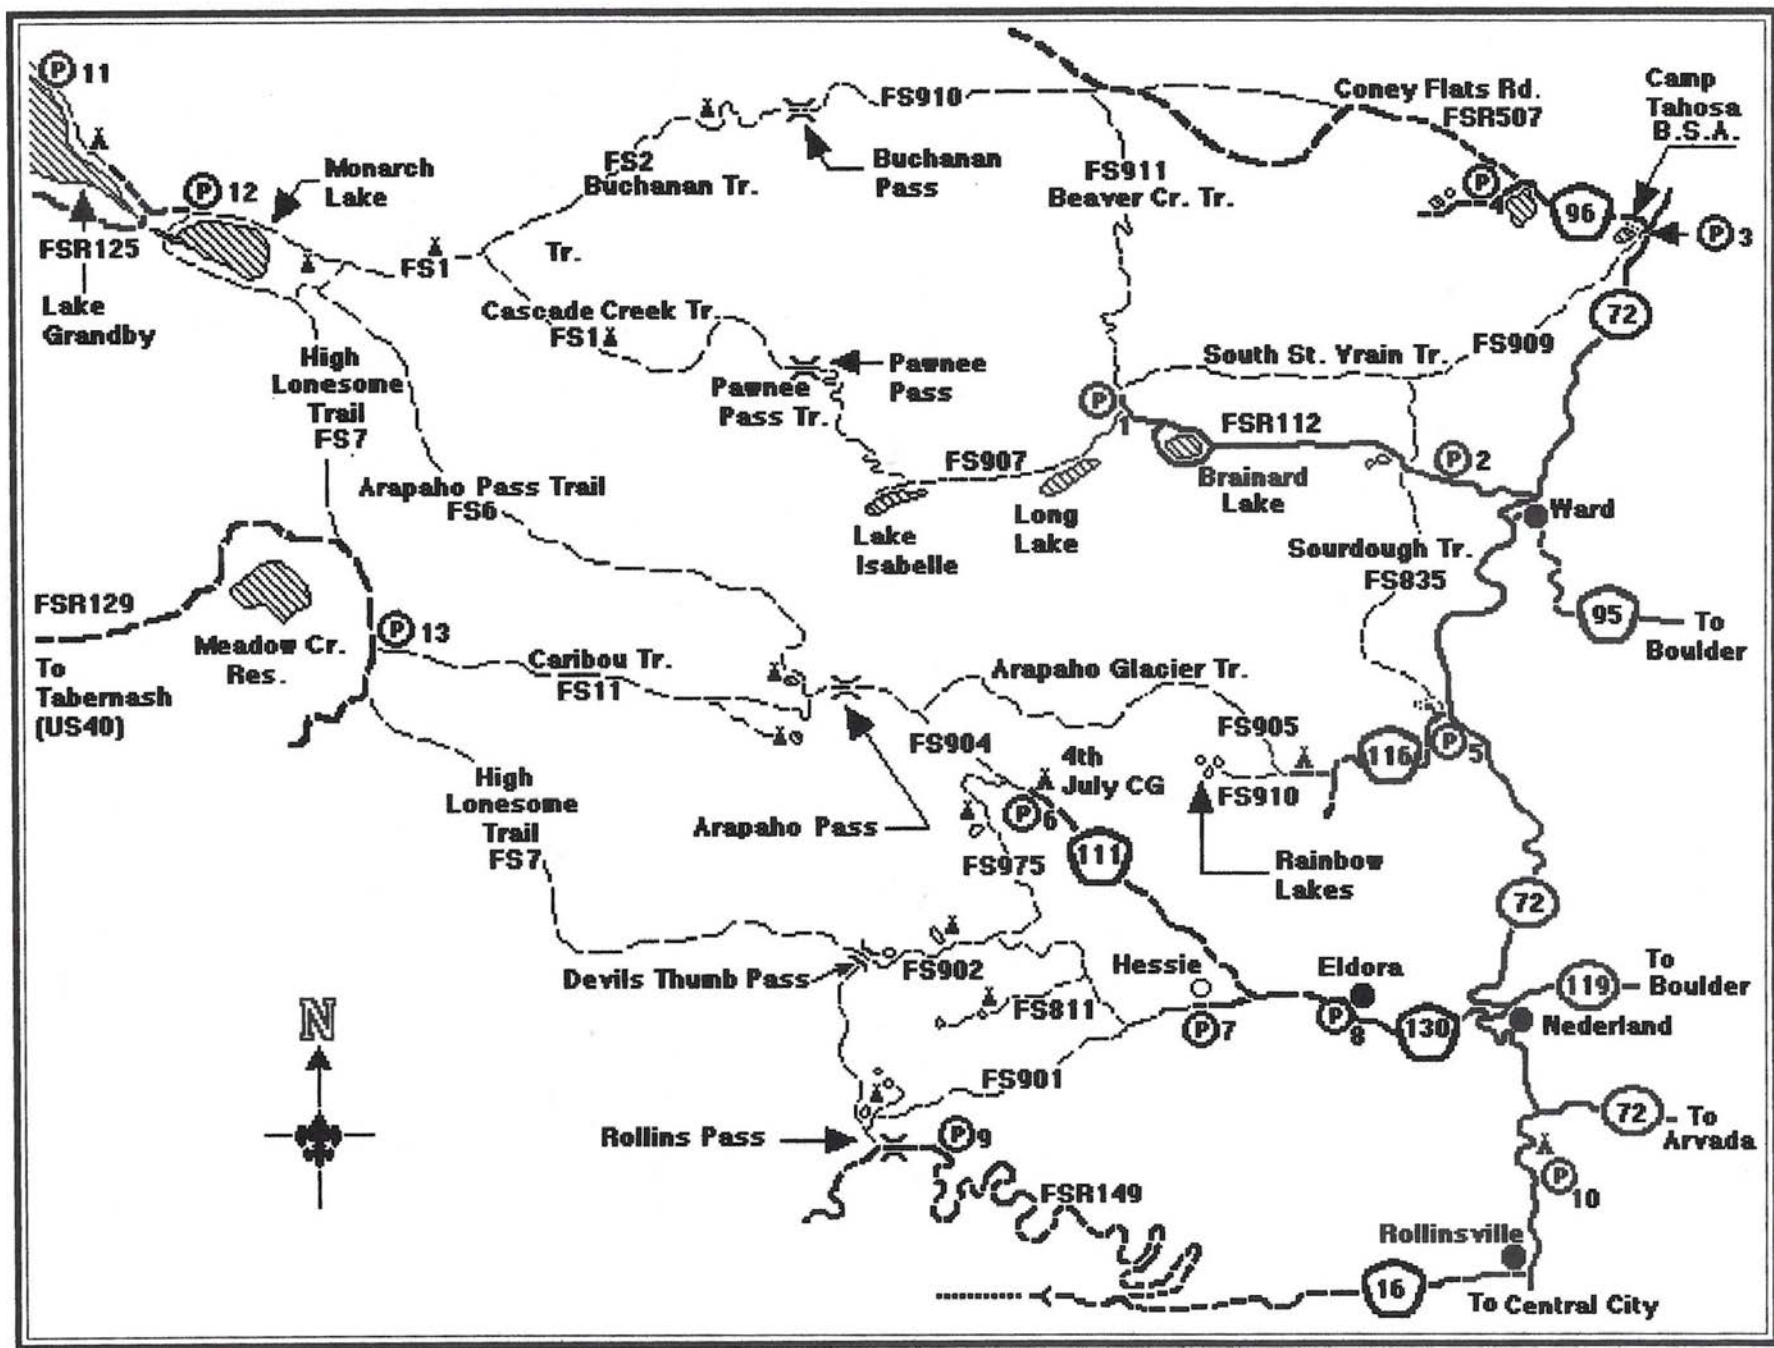 P 11
Coney Flats Rd.
FSR507
Camp
Tahosa
B.S.A.
FS910
Buchanan
Pass
FS2
Buchanan Tr.
FS911
Beaver Cr. Tr.
P
4
96
P 3
P 12
Monarch
Lake
FSR125
Lake
Grandby
FS1
Tr.
72
Cascade Creek Tr.
FS1
South St. Vrain Tr.
FS909
High
Lonesome
Trail
FS7
Pawnee
Pass
Pawnee
Pass Tr.
P
1
FSR112
P 2
FS907
Brainard
Lake
Arapaho Pass Trail
FS6
Lake
Isabelle
Long
Lake
Ward
Sourdough Tr.
FS835
95
To
Boulder
FSR129
To
Tabernash
(US40)
Meadow Cr.
Res.
P 13
Caribou Tr.
FS11
Arapaho Glacier Tr.
FS905
FS904
116
P 5
4th
July CG
FS910
High
Lonesome
Trail
FS7
Arapaho Pass
P 6
111
FS975
Rainbow
Lakes
72
Devils Thumb Pass
FS902
Hessie
Eldora
119
To
Boulder
FS811
P 7
P
8
130
Nederland
N
FS901
Rollins Pass
P 9
72
To
Arvada
P
10
FSR149
Rollinsville
16
To Central City